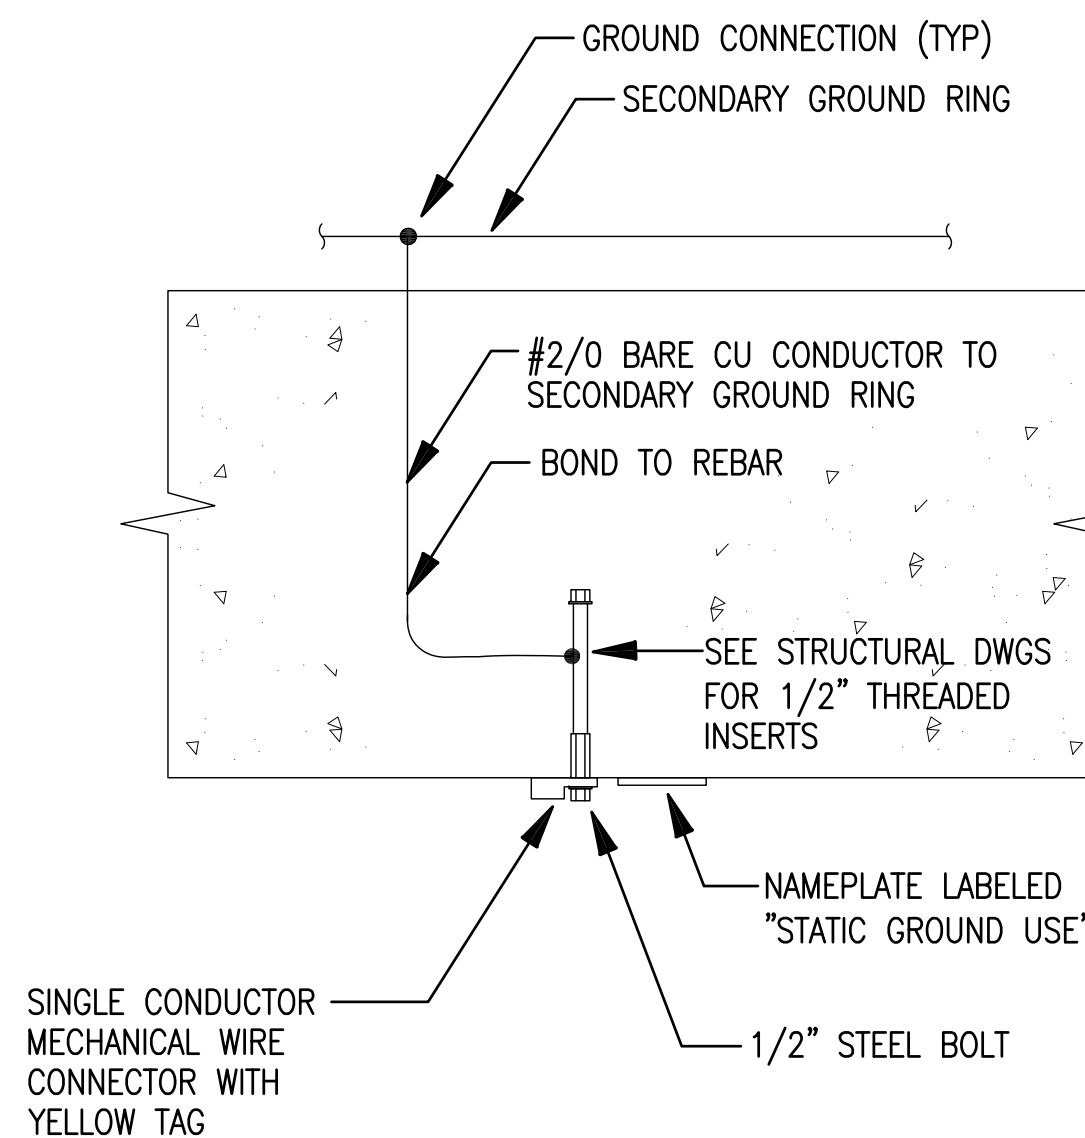 GROUND CONNECTION (TYP)
SECONDARY GROUND RING
#2/0 BARE CU CONDUCTOR TO
SECONDARY GROUND RING
BOND TO REBAR
SEE STRUCTURAL DWGS
FOR 1/2” THREADED
INSERTS
NAMEPLATE LABELED
”STATIC GROUND USE”
SINGLE CONDUCTOR
MECHANICAL WIRE
CONNECTOR WITH
YELLOW TAG
1/2” STEEL BOLT